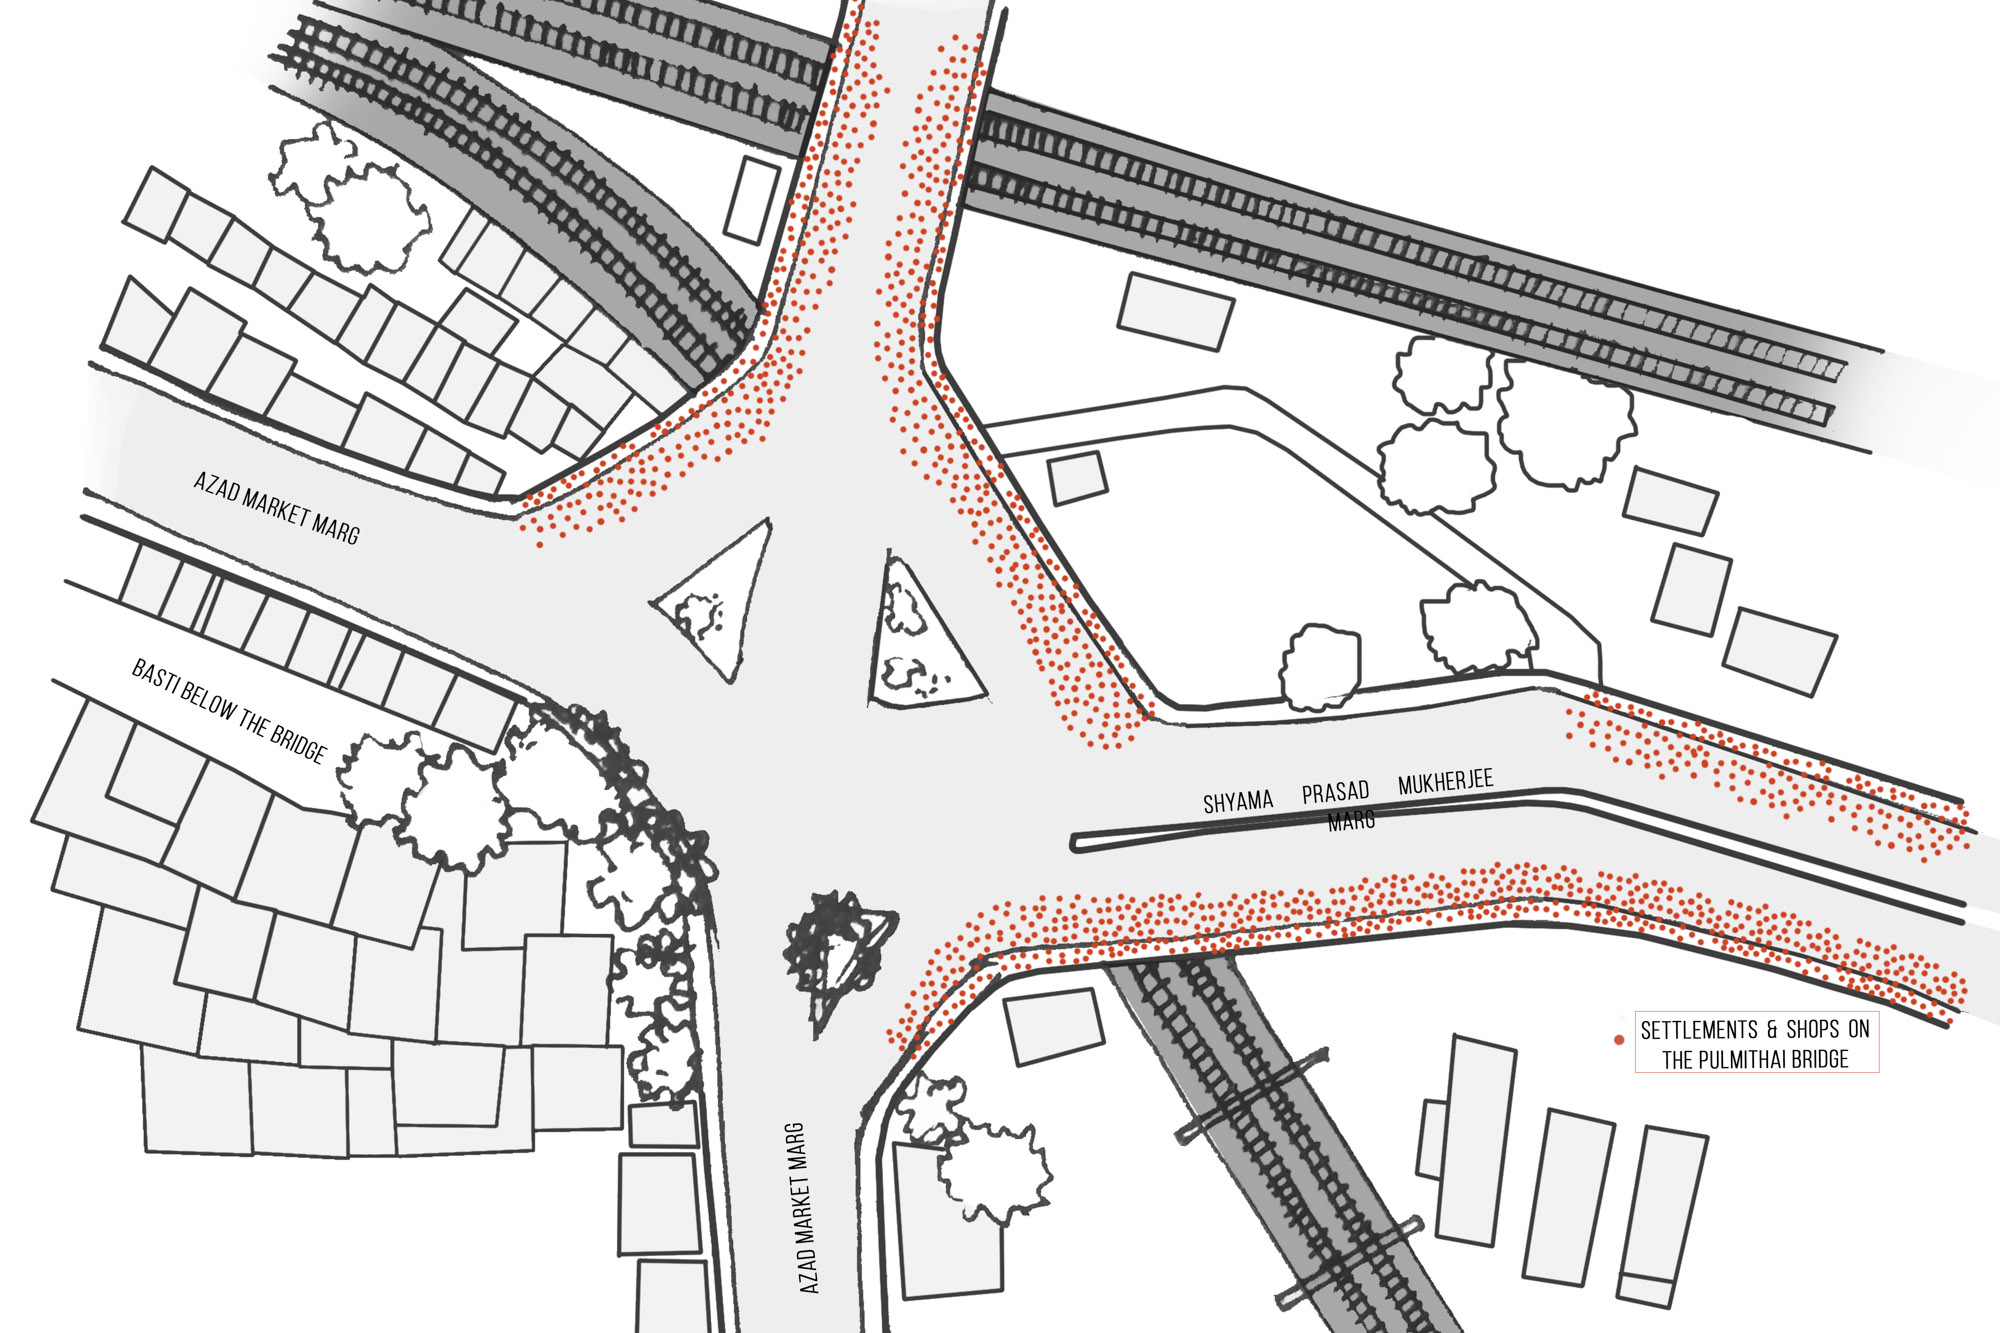 AZAD MARKET MARG
BASTI BELOW THE BRIDGE
SHYAMA PRASAD MUKHERJEE
MARG
SETTLEMENTS & SHOPS ON
THE PULMITHAI BRIDGE
AZAD MARKET MARG